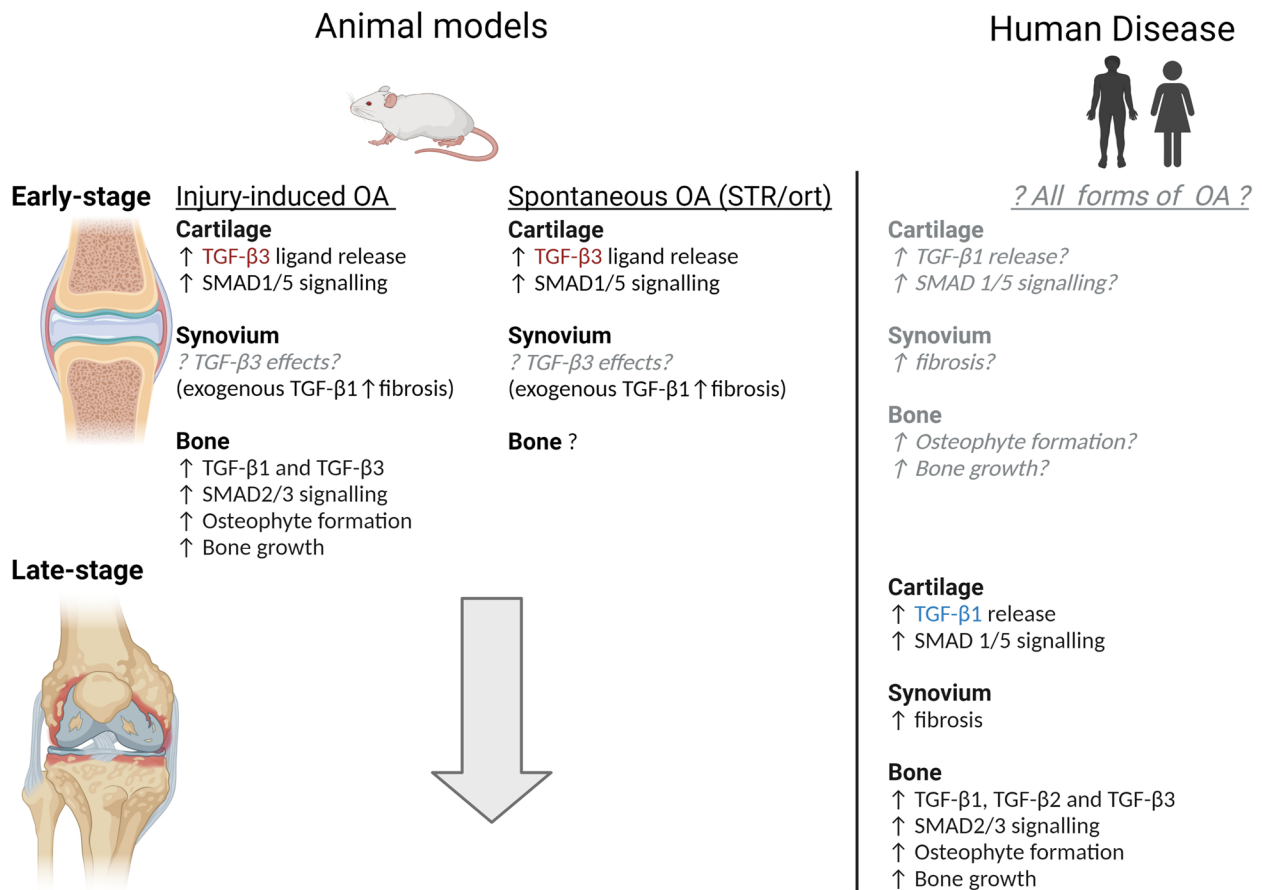 Animal models
Human Disease
Early-stage
Injury-induced OA
Cartilage
↑ TGF-β3 ligand release
↑ SMAD1/5 signalling
Synovium
? TGF-β3 effects?
(exogenous TGF-β1↑fibrosis)
Bone
↑ TGF-β1 and TGF-β3
↑ SMAD2/3 signalling
↑ Osteophyte formation
↑ Bone growth
Spontaneous OA (STR/ort)
Cartilage
↑ TGF-β3 ligand release
↑ SMAD1/5 signalling
Synovium
? TGF-β3 effects?
(exogenous TGF-β1↑fibrosis)
Bone ?
? All forms of OA ?
Cartilage
↑ TGF-β1 release?
↑ SMAD 1/5 signalling?
Synovium
↑ fibrosis?
Bone
↑ Osteophyte formation?
↑ Bone growth?
Late-stage
Cartilage
↑ TGF-β1 release
↑ SMAD 1/5 signalling
Synovium
↑ fibrosis
Bone
↑ TGF-β1, TGF-β2 and TGF-β3
↑ SMAD2/3 signalling
↑ Osteophyte formation
↑ Bone growth